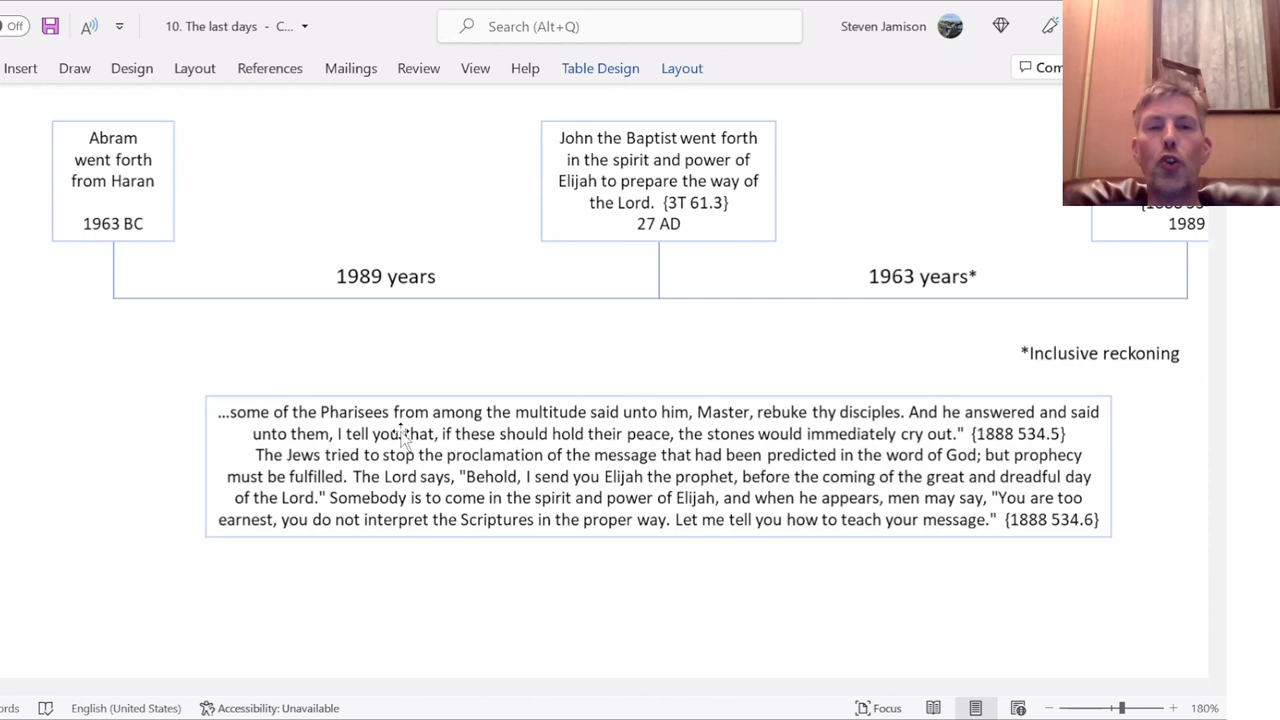 Off
10. The last days - C...
Search (Alt+Q)
Steven Jamison
Insert Draw Design Layout References Mailings Review View Help Table Design Layout
Abram
went forth
from Haran
1963 BC
John the Baptist went forth
in the spirit and power of
Elijah to prepare the way of
the Lord. {3T 61.3}
27 AD
1989
1989 years
1963 years*
*Inclusive reckoning
...some of the Pharisees from among the multitude said unto him, Master, rebuke thy disciples. And he answered and said
unto them, I tell you that, if these should hold their peace, the stones would immediately cry out." {1888 534.5}
The Jews tried to stop the proclamation of the message that had been predicted in the word of God; but prophecy
must be fulfilled. The Lord says, "Behold, I send you Elijah the prophet, before the coming of the great and dreadful day
of the Lord." Somebody is to come in the spirit and power of Elijah, and when he appears, men may say, "You are too
earnest, you do not interpret the Scriptures in the proper way. Let me tell you how to teach your message." {1888 534.6}
English (United States) Accessibility: Unavailable Focus 180%